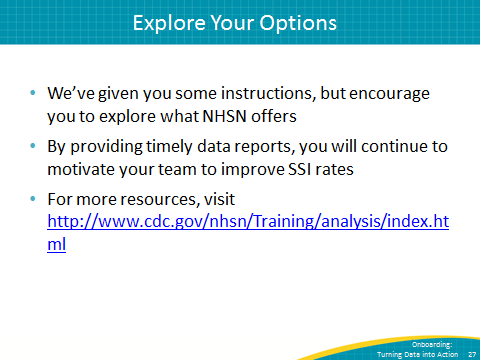 Explore Your Options
• We’ve given you some instructions, but encourage
you to explore what NHSN offers
• By providing timely data reports, you will continue to
motivate your team to improve SSI rates
• For more resources, visit
http://www.cdc.gov/nhsn/Training/analysis/index.ht
ml
Onboarding:
Turning Data into Action 27